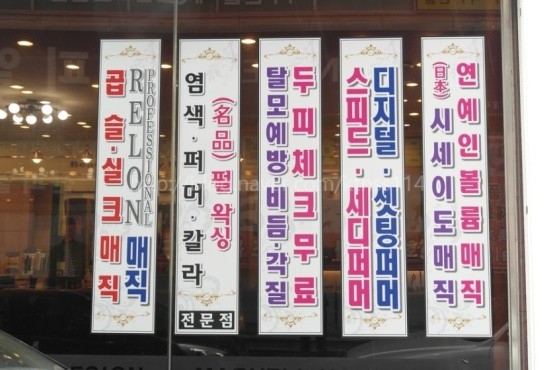 PROFESSIONAL
RELON 매직
곱슬·실크매직
(名品)펄왁싱
염색·펴머·칼라
전문점
두피체크무료
탈모예방·비듬·각질
디지털·셋팅펴머
스피드·세디펴머
연예인볼륨매직
(日本)시세이도매직